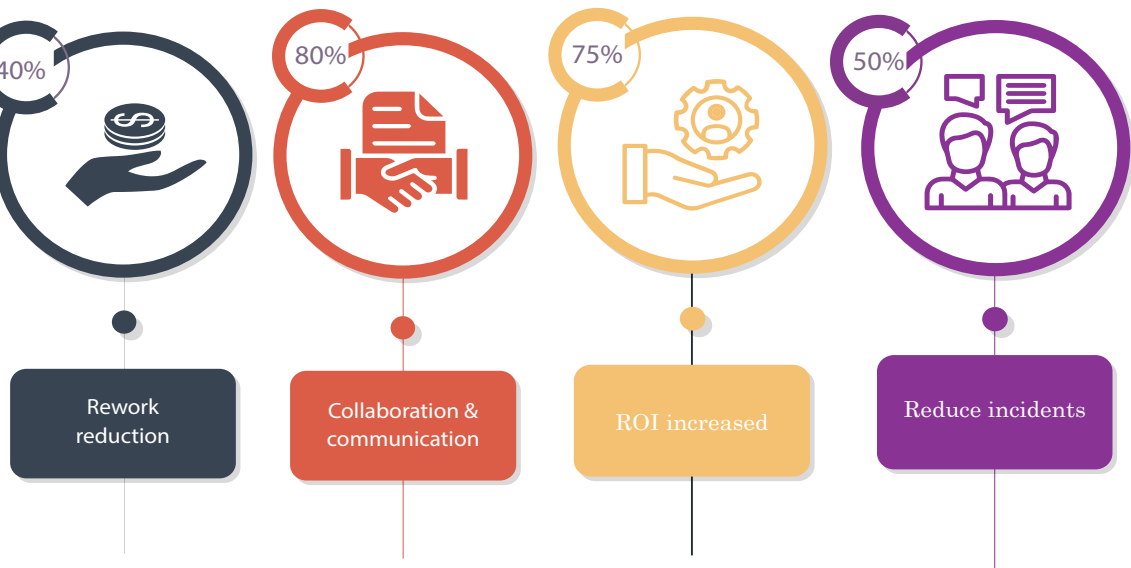 40%
80%
75%
50%
Rework
reduction
Collaboration &
communication
ROI increased
Reduce incidents